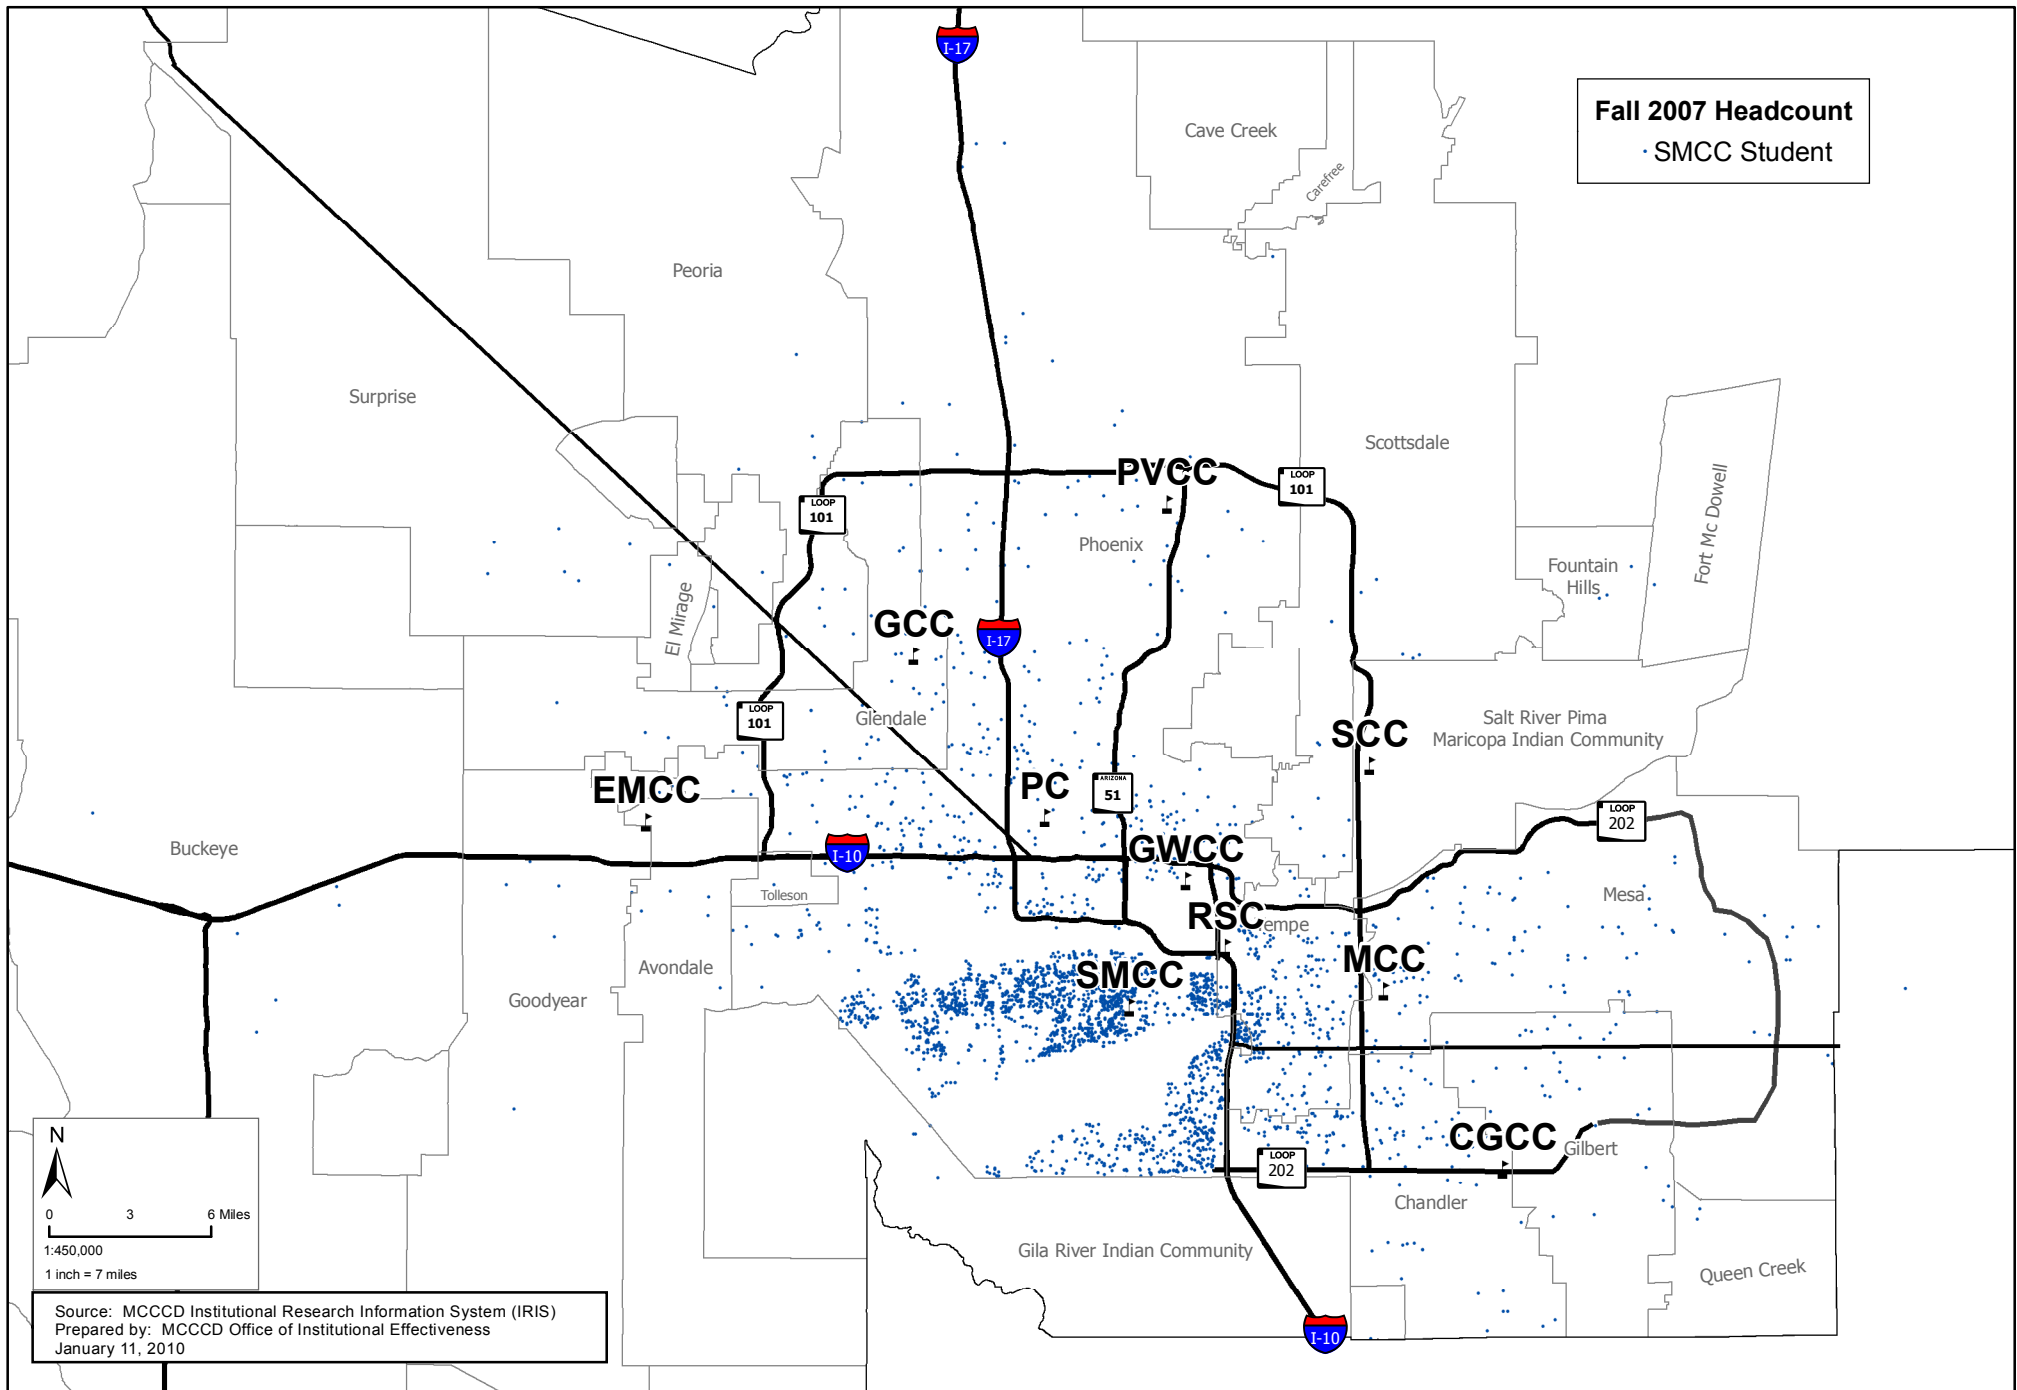 I-17
Fall 2007 Headcount
SMCC Student
Cave Creek
Carefree
Peoria
Surprise
Scottsdale
PVCC
LOOP
101
LOOP
101
Phoenix
Fort Mc Dowell
Fountain
Hills
El Mirage
GCC
I-17
LOOP
101
Glendale
SCC
Salt River Pima
Maricopa Indian Community
EMCC
PC
ARIZONA
51
LOOP
202
Buckeye
I-10
GWCC
Tolleson
Mesa
RSC
empe
Avondale
SMCC
MCC
Goodyear
CGCC
Gilbert
LOOP
202
Chandler
Gila River Indian Community
Queen Creek
I-10
N
0 3 6 Miles
1:450,000
1 inch = 7 miles
Source: MCCCD Institutional Research Information System (IRIS)
Prepared by: MCCCD Office of Institutional Effectiveness
January 11, 2010